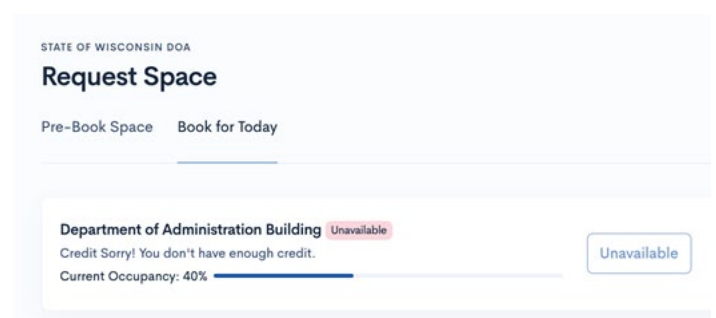 STATE OF WISCONSIN DOA
Request Space
Pre-Book Space Book for Today
Department of Administration Building Unavailable
Credit Sorry! You don't have enough credit.
Unavailable
Current Occupancy: 40%